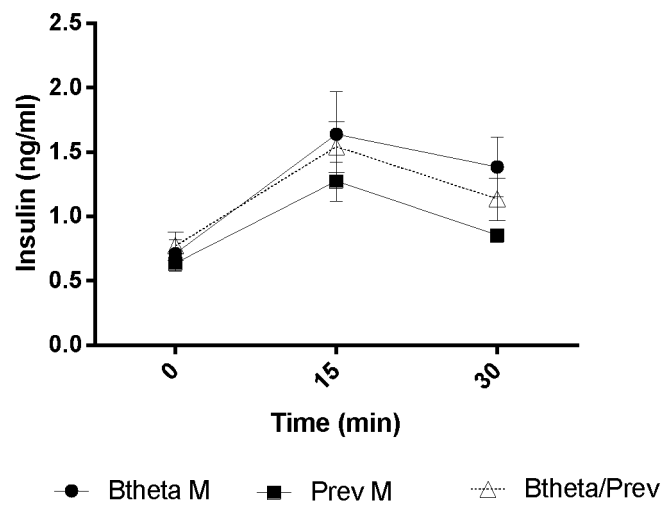 2.5
2.0
1.5
1.0
0.5
0.0
Insulin (ng/ml)
0
15
30
Time (min)
Btheta M
Prev M
Btheta/Prev